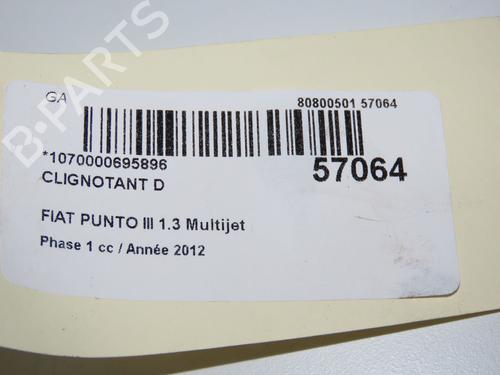 GA
80800501 57064
*1070000695896
57064
CLIGNOTANT D
FIAT PUNTO III 1.3 Multijet
Phase 1 cc / Année 2012
B-PARTS